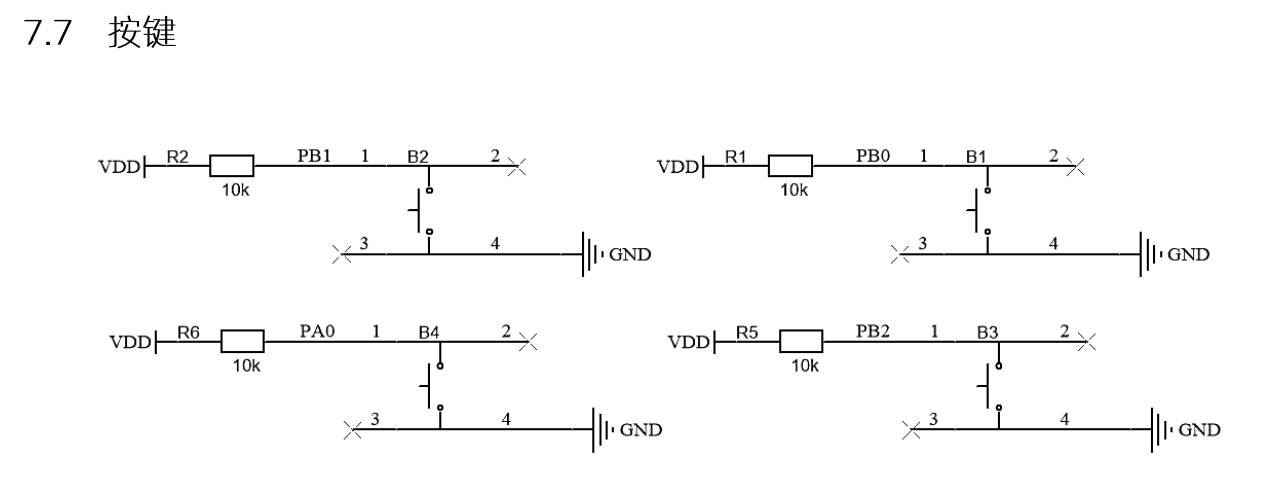 7.7 按键
VDD R2 PB1 1 B2 2
10k
3 4 GND
VDD R1 PB0 1 B1 2
10k
3 4 GND
VDD R6 PA0 1 B4 2
10k
3 4 GND
VDD R5 PB2 1 B3 2
10k
3 4 GND